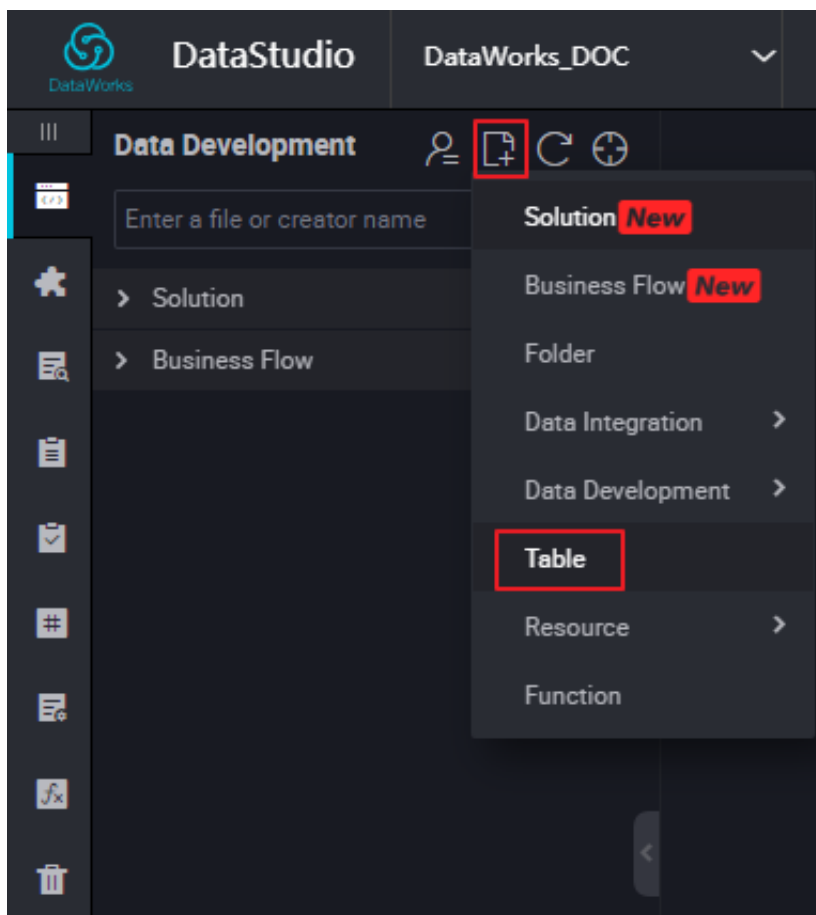 DataWorks
DataStudio
DataWorks_DOC
Data Development
Enter a file or creator name
Solution
Business Flow
Solution New
Business Flow New
Folder
Data Integration
Data Development
Table
Resource
Function